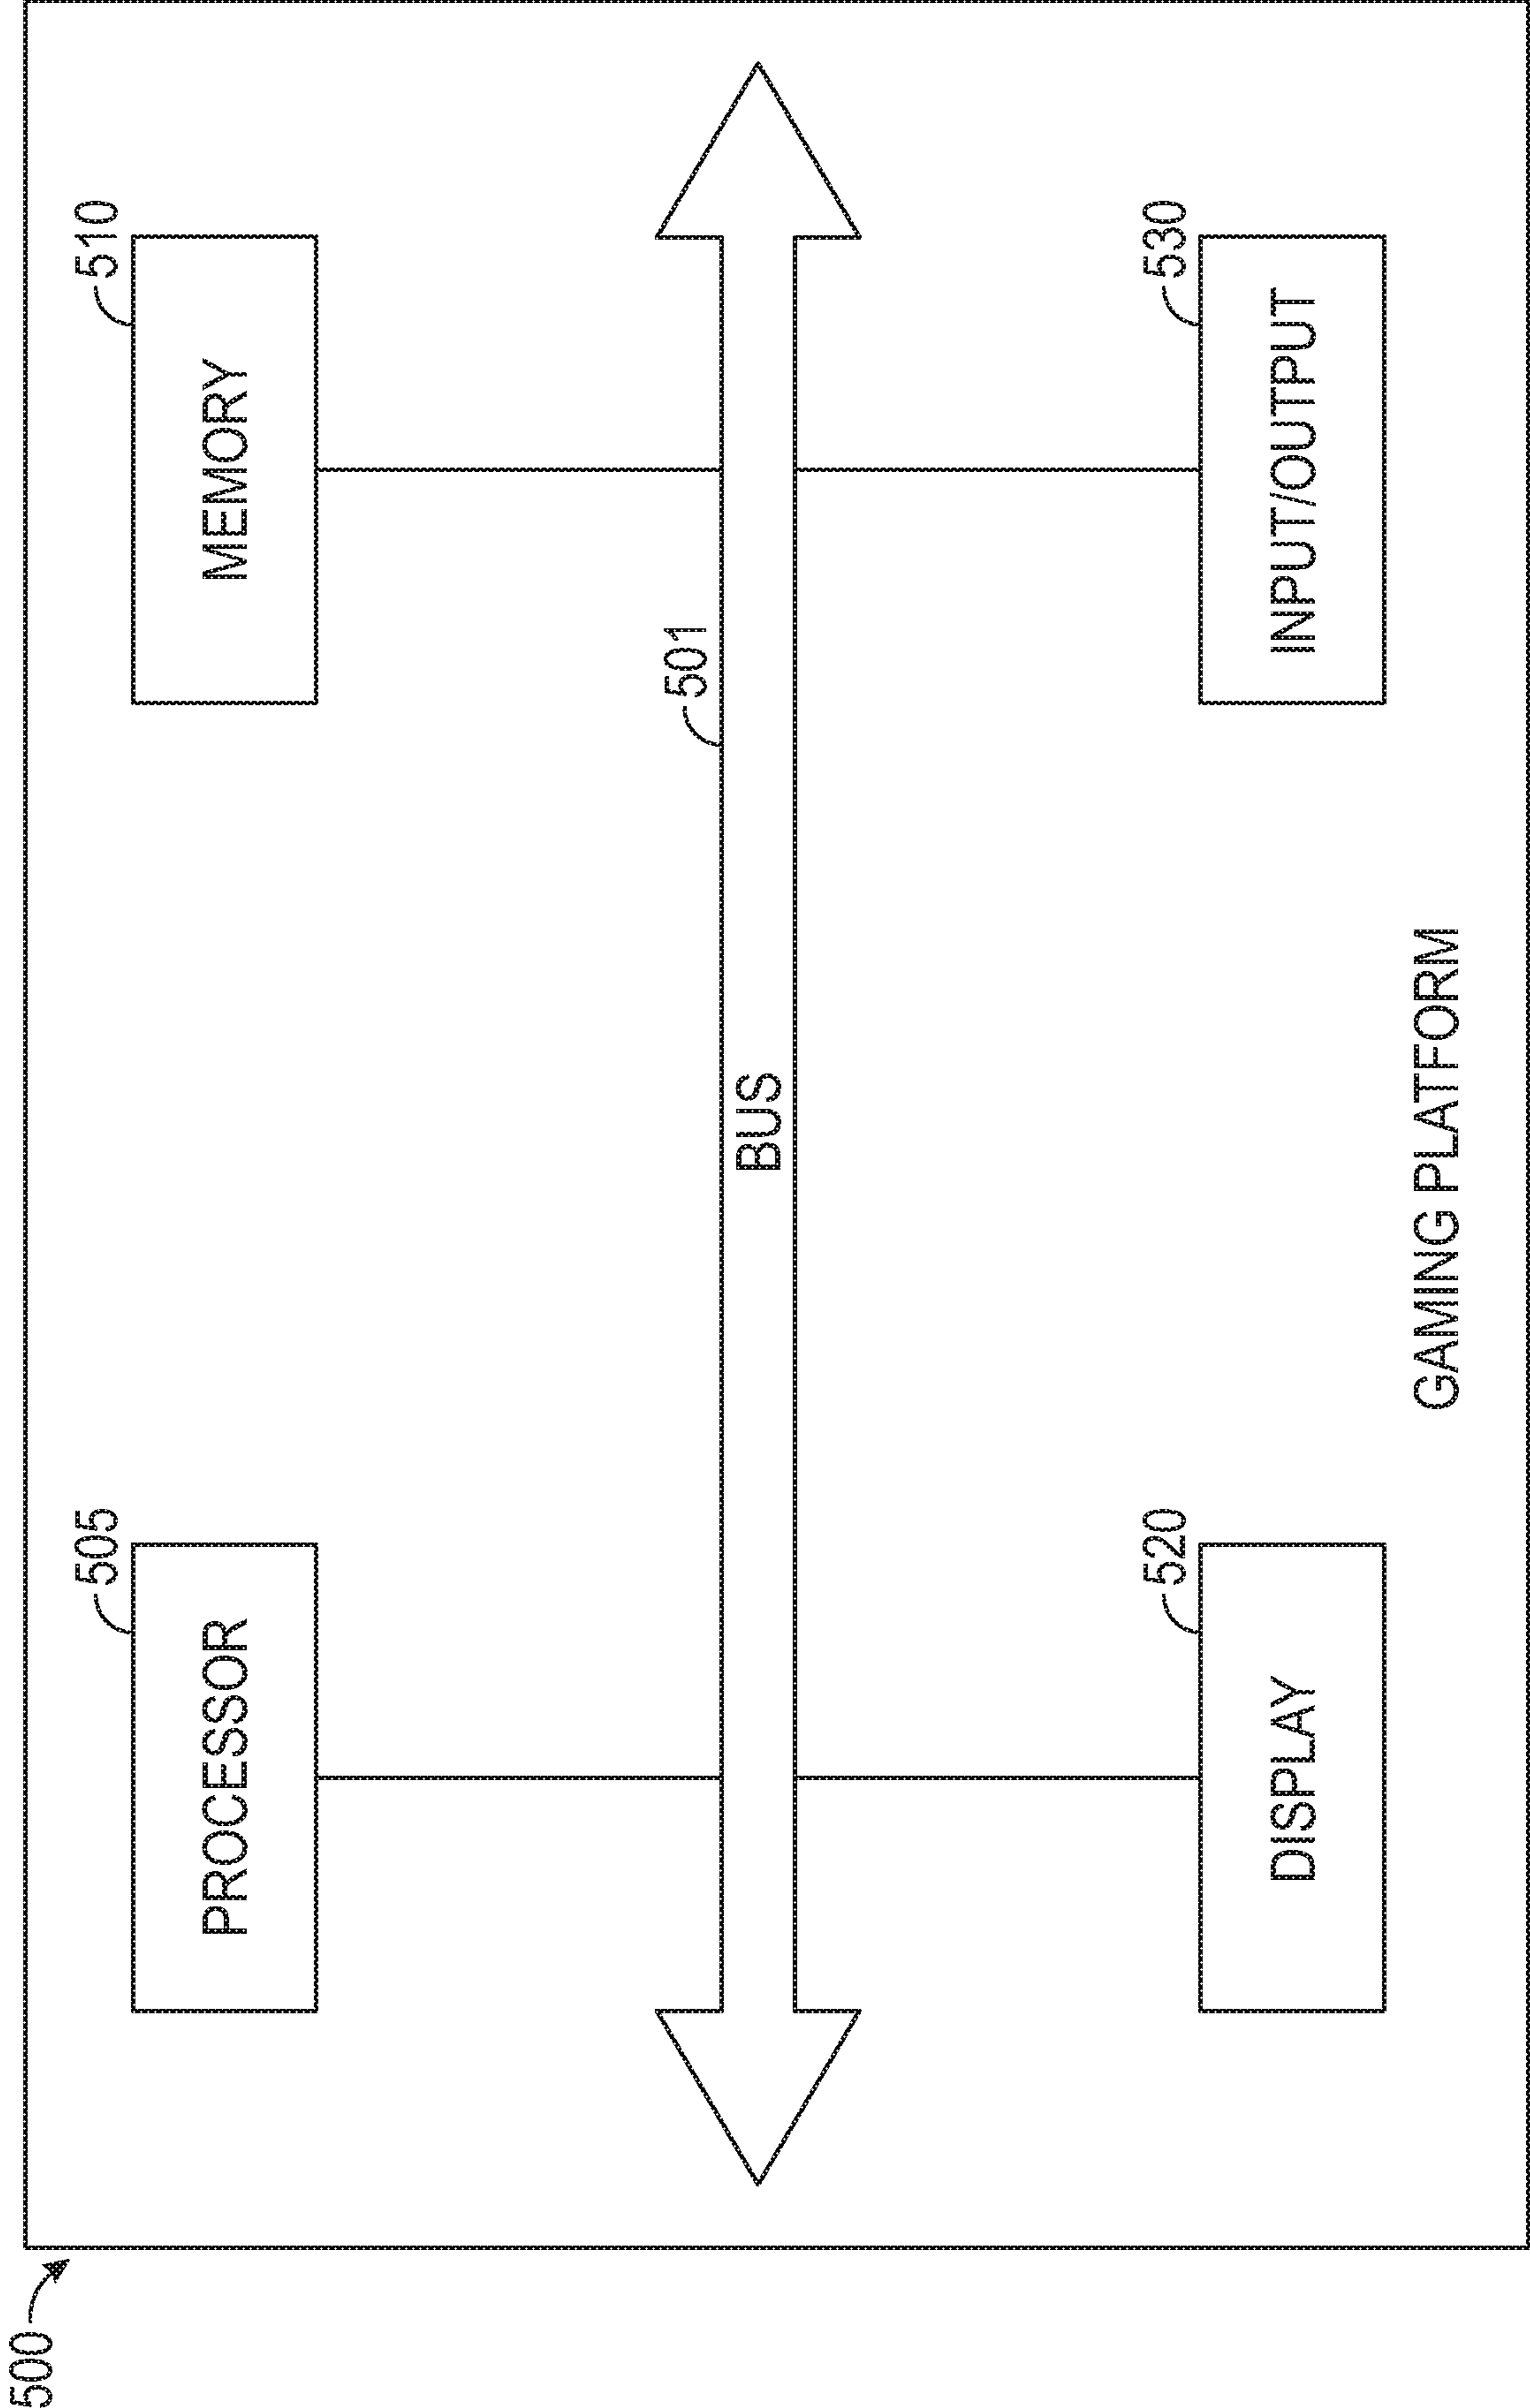 500
505
PROCESSOR
510
MEMORY
501
BUS
520
DISPLAY
530
INPUT/OUTPUT
GAMING PLATFORM